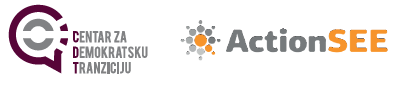 CENTAR ZA
DEMOKRATSKU
TRANZICIJU
ActionSEE